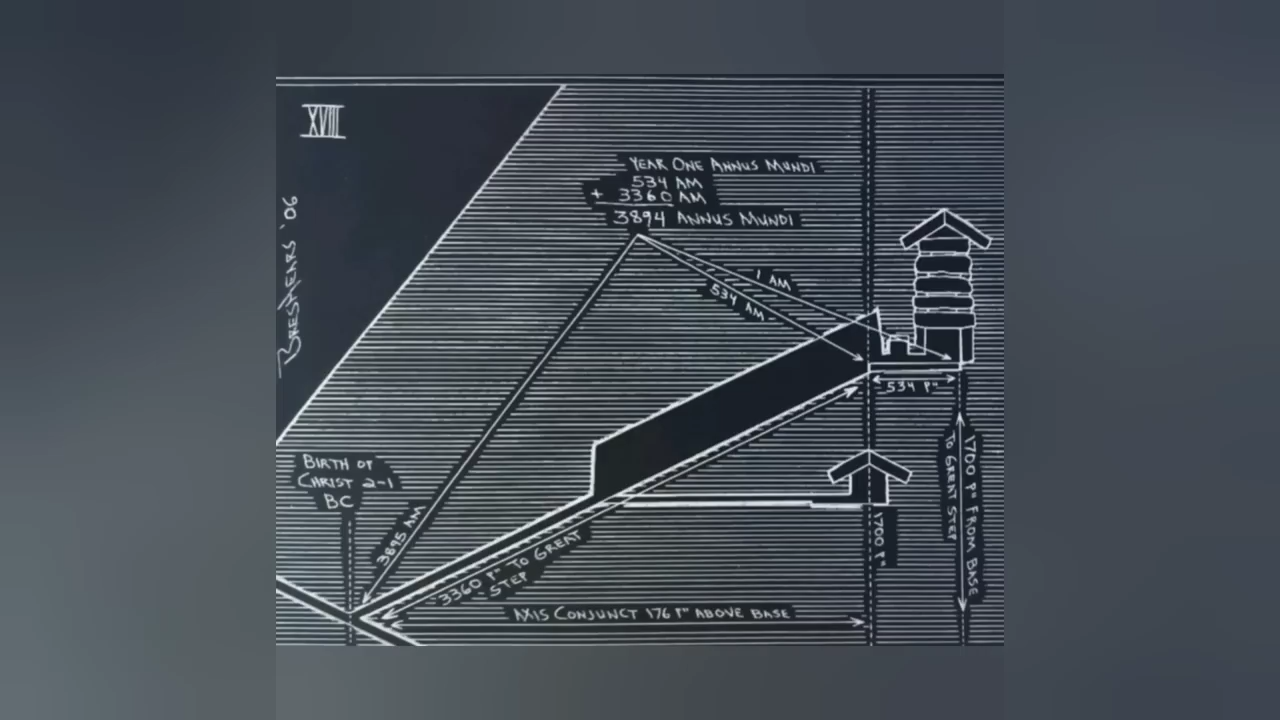 XVIII
BRESHEARS '06
YEAR ONE ANNUS MUNDI
534 AM
+ 3360 AM
3894 ANNUS MUNDI
1 AM
534 AM
534 P"
BIRTH OF
CHRIST 2-1
BC
3895 AM
3360 P" TO GREAT
STEP
1700 P"
1700 P" FROM BASE
TO GREAT STEP
AXIS CONJUNCT 176 P" ABOVE BASE